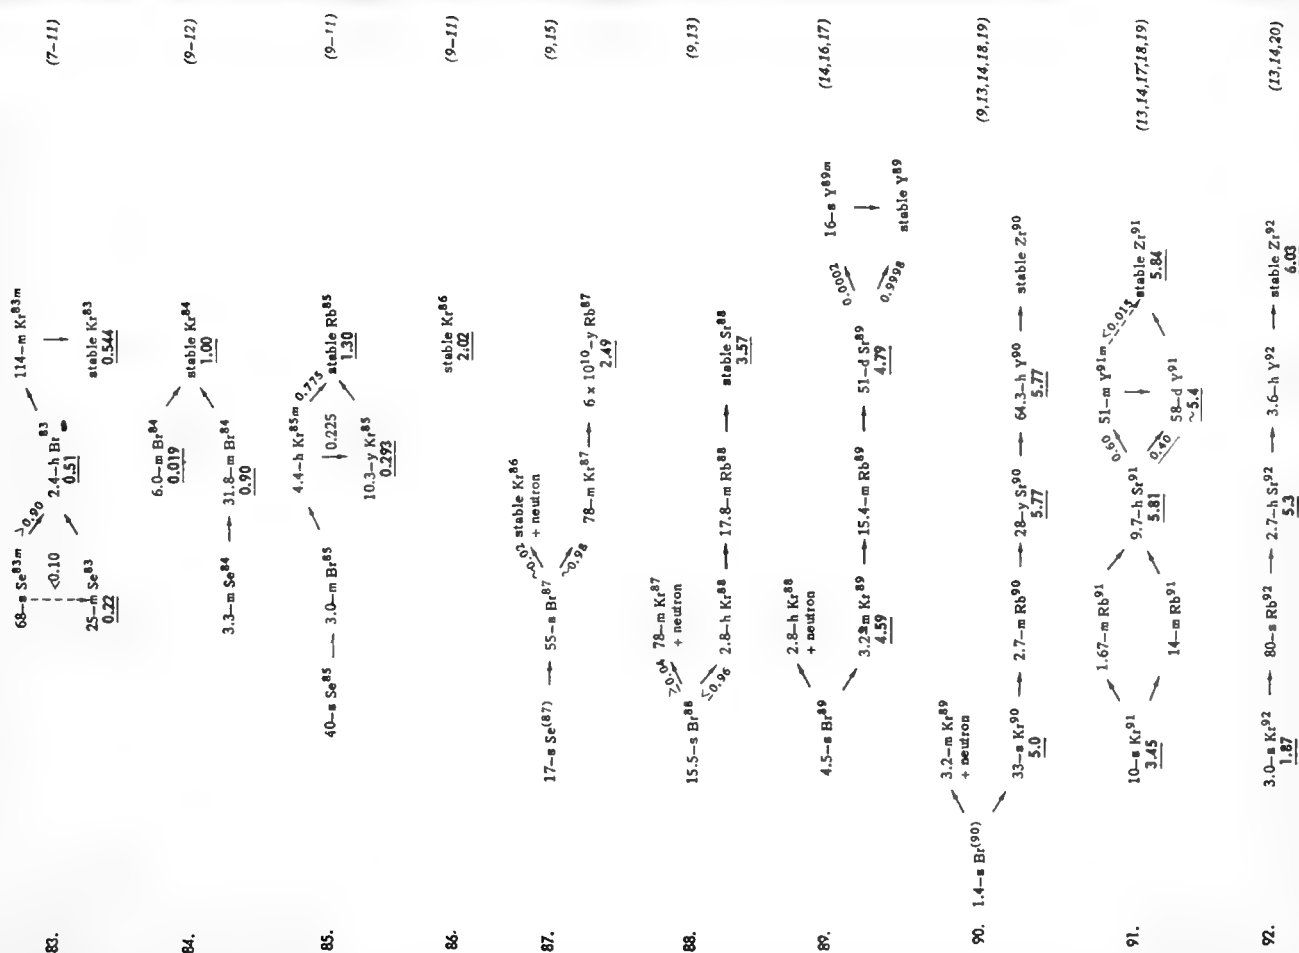 83.
68–s Se83m
>0.90
<0.10
25–m Se83
0.22
2.4–h Br83
0.51
114–m Kr83m
stable Kr83
0.544
(7–11)
84.
3.3–m Se84
6.0–m Br84
0.019
31.8–m Br84
0.90
stable Kr84
1.00
(9–12)
85.
40–s Se85
3.0–m Br85
4.4–h Kr85m
0.775
0.225
10.3–y Kr85
0.293
stable Rb85
1.30
(9–11)
86.
stable Kr86
2.02
(9–11)
87.
17–s Se(87)
55–s Br87
~0.02
stable Kr86
+ neutron
~0.98
78–m Kr87
6 x 10^10–y Rb87
2.49
(9,15)
88.
15.5–s Br88
≥0.04
78–m Kr87
+ neutron
≤0.96
2.8–h Kr88
17.8–m Rb88
stable Sr88
3.57
(9,13)
89.
4.5–s Br89
2.8–h Kr88
+ neutron
3.2–m Kr89
4.59
15.4–m Rb89
51–d Sr89
4.79
0.0002
16–s Y89m
0.9998
stable Y89
(14,16,17)
90.
1.4–s Br(90)
3.2–m Kr89
+ neutron
33–s Kr90
5.0
2.7–m Rb90
28–y Sr90
5.77
64.3–h Y90
5.77
stable Zr90
(9,13,14,18,19)
91.
10–s Kr91
3.45
1.67–m Rb91
14–m Rb91
9.7–h Sr91
5.81
0.60
0.40
51–m Y91m
<0.015
58–d Y91
~5.4
stable Zr91
5.84
(13,14,17,18,19)
92.
3.0–s Kr92
1.87
80–s Rb92
2.7–h Sr92
5.3
3.6–h Y92
stable Zr92
6.03
(13,14,20)